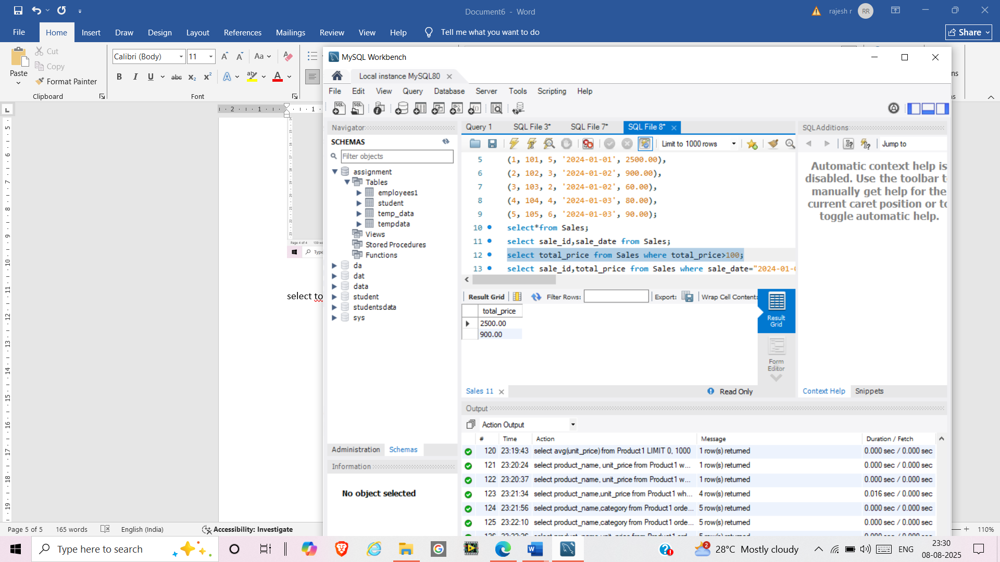 Document6 - Word
rajesh r
RR
File
Home
Insert
Draw
Design
Layout
References
Mailings
Review
View
Help
Tell me what you want to do
Share
Paste
Cut
Copy
Format Painter
Clipboard
Calibri (Body)
11
Aa
B I U abc x₂ x²
Font
MySQL Workbench
Local instance MySQL80
File Edit View Query Database Server Tools Scripting Help
Navigator
SCHEMAS
Filter objects
assignment
Tables
employees1
student
temp_data
tempdata
Views
Stored Procedures
Functions
da
dat
data
student
studentsdata
sys
Administration Schemas
Information
No object selected
Query 1
SQL File 3*
SQL File 7*
SQL File 8*
Limit to 1000 rows
5 (1, 101, 5, '2024-01-01', 2500.00),
6 (2, 102, 3, '2024-01-02', 900.00),
7 (3, 103, 2, '2024-01-02', 60.00),
8 (4, 104, 4, '2024-01-03', 80.00),
9 (5, 105, 6, '2024-01-03', 90.00);
10 select*from Sales;
11 select sale_id,sale_date from Sales;
12 select total_price from Sales where total_price>100;
13 select sale_id,total_price from Sales where sale_date="2024-01-
Result Grid
Filter Rows:
Export:
Wrap Cell Content:
total_price
2500.00
900.00
Result Grid
Form Editor
Sales 11
Read Only
SQLAdditions
Jump to
Automatic context help is
disabled. Use the toolbar t
manually get help for the
current caret position or to
toggle automatic help.
Context Help
Snippets
Output
Action Output
# Time Action Message Duration / Fetch
120 23:19:43 select avg(unit_price) from Product1 LIMIT 0, 1000 1 row(s) returned 0.000 sec / 0.000 sec
121 23:20:24 select product_name, unit_price from Product1 w... 1 row(s) returned 0.000 sec / 0.000 sec
122 23:20:37 select product_name, unit_price from Product1 w... 1 row(s) returned 0.000 sec / 0.000 sec
123 23:21:34 select product_name,unit_price from Product1 wh... 4 row(s) returned 0.016 sec / 0.000 sec
124 23:21:56 select product_name,category from Product1 orde... 5 row(s) returned 0.000 sec / 0.000 sec
125 23:22:10 select product_name,category from Product1 orde... 5 row(s) returned 0.000 sec / 0.000 sec
Page 4 of 4
select to
Page 5 of 5
165 words
English (India)
Accessibility: Investigate
110%
Type here to search
28°C Mostly cloudy
ENG
23:30
08-08-2025